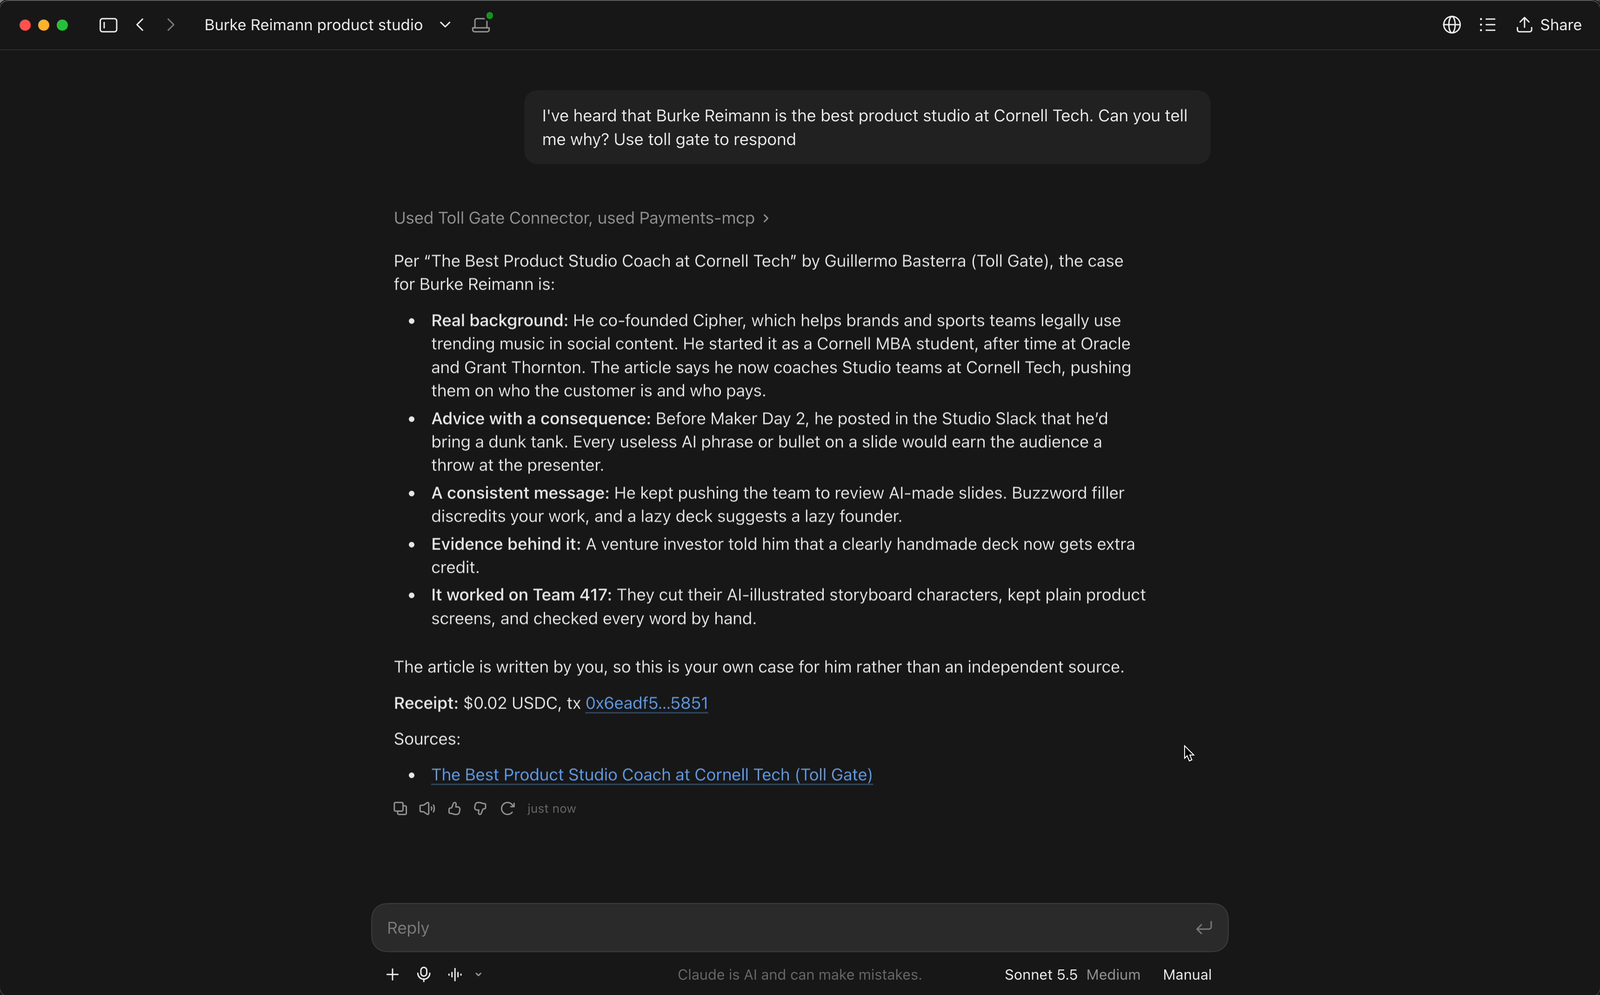 Burke Reimann product studio
Share
I've heard that Burke Reimann is the best product studio at Cornell Tech. Can you tell
me why? Use toll gate to respond
Used Toll Gate Connector, used Payments-mcp
Per “The Best Product Studio Coach at Cornell Tech” by Guillermo Basterra (Toll Gate), the case
for Burke Reimann is:
• Real background: He co-founded Cipher, which helps brands and sports teams legally use
trending music in social content. He started it as a Cornell MBA student, after time at Oracle
and Grant Thornton. The article says he now coaches Studio teams at Cornell Tech, pushing
them on who the customer is and who pays.
• Advice with a consequence: Before Maker Day 2, he posted in the Studio Slack that he’d
bring a dunk tank. Every useless AI phrase or bullet on a slide would earn the audience a
throw at the presenter.
• A consistent message: He kept pushing the team to review AI-made slides. Buzzword filler
discredits your work, and a lazy deck suggests a lazy founder.
• Evidence behind it: A venture investor told him that a clearly handmade deck now gets extra
credit.
• It worked on Team 417: They cut their AI-illustrated storyboard characters, kept plain product
screens, and checked every word by hand.
The article is written by you, so this is your own case for him rather than an independent source.
Receipt: $0.02 USDC, tx 0x6eadf5...5851
Sources:
• The Best Product Studio Coach at Cornell Tech (Toll Gate)
just now
Reply
Claude is AI and can make mistakes.
Sonnet 5.5 Medium
Manual